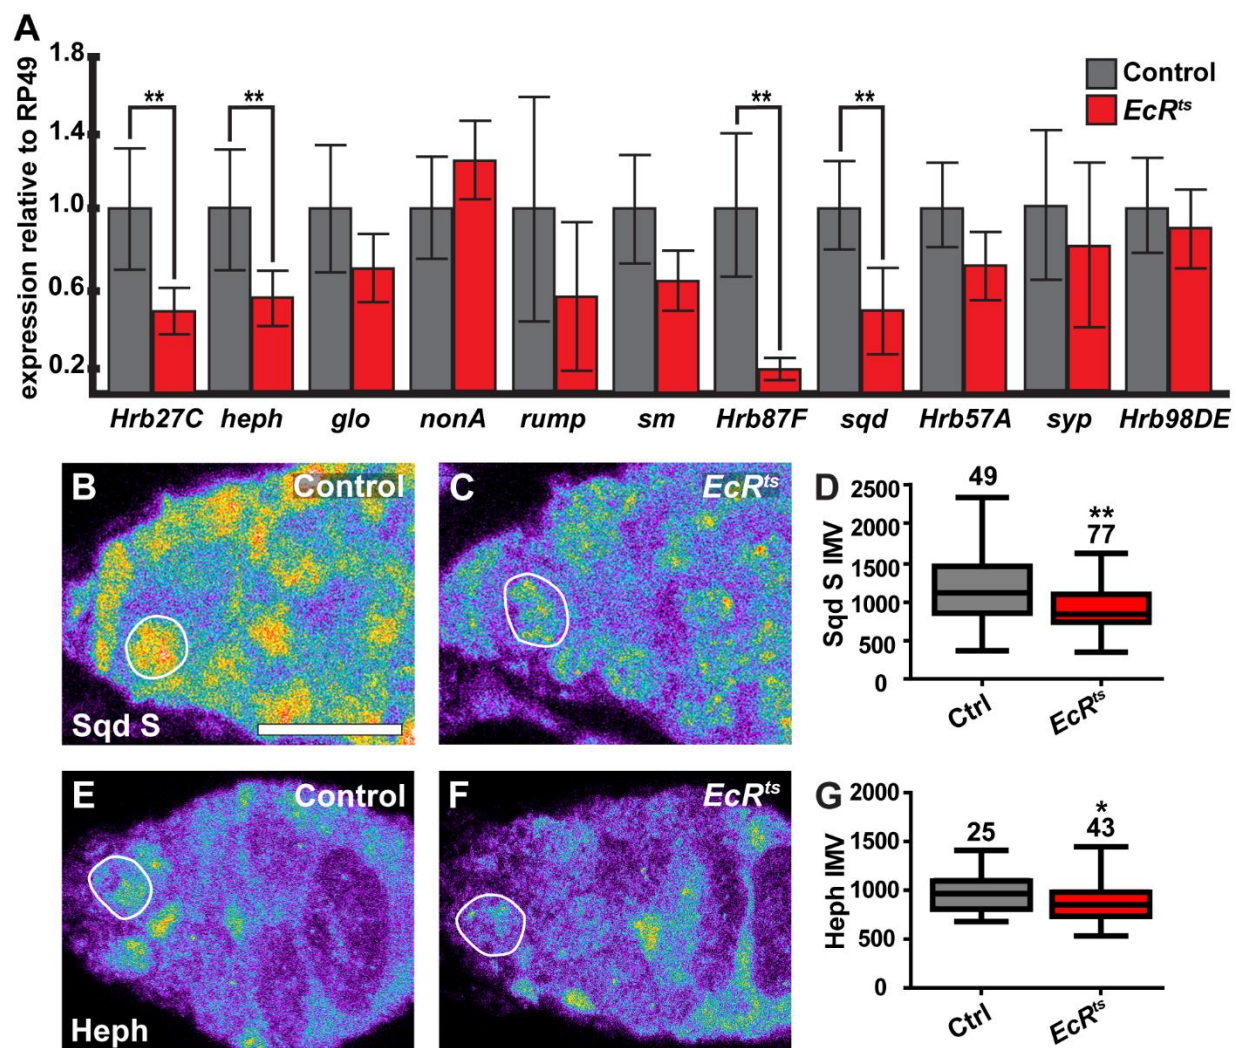 A
expression relative to RP49
1.8
1.4
1.0
0.6
0.2
** ** ** **
Control
EcRᵗˢ
Hrb27C heph glo nonA rump sm Hrb87F sqd Hrb57A syp Hrb98DE
B Control
Sqd S
C EcRᵗˢ
D
Sqd S IMV
2500
2000
1500
1000
500
0
49
**
77
Ctrl EcRᵗˢ
E Control
Heph
F EcRᵗˢ
G
Heph IMV
2000
1500
1000
500
0
25
*
43
Ctrl EcRᵗˢ